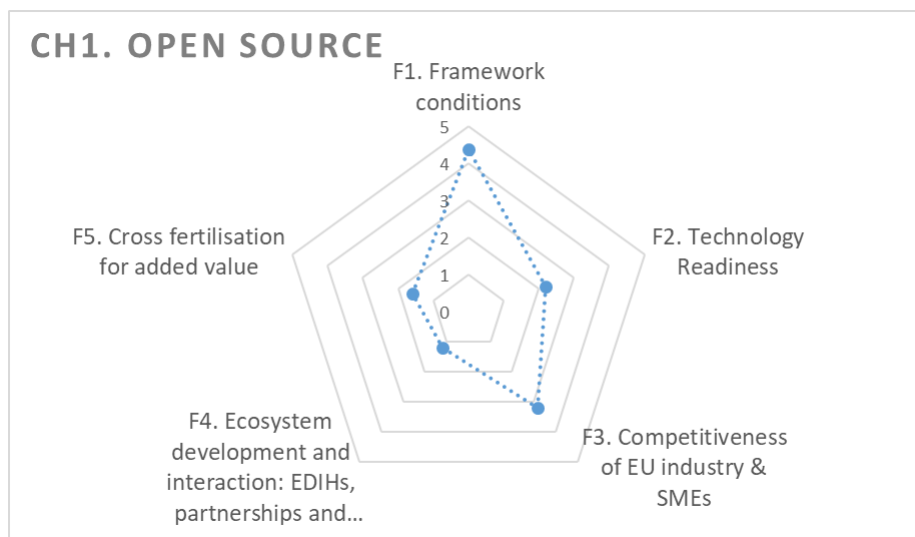 CH1. OPEN SOURCE
F1. Framework
conditions
5
4
3
2
1
0
F2. Technology
Readiness
F3. Competitiveness
of EU industry &
SMEs
F4. Ecosystem
development and
interaction: EDIHs,
partnerships and...
F5. Cross fertilisation
for added value